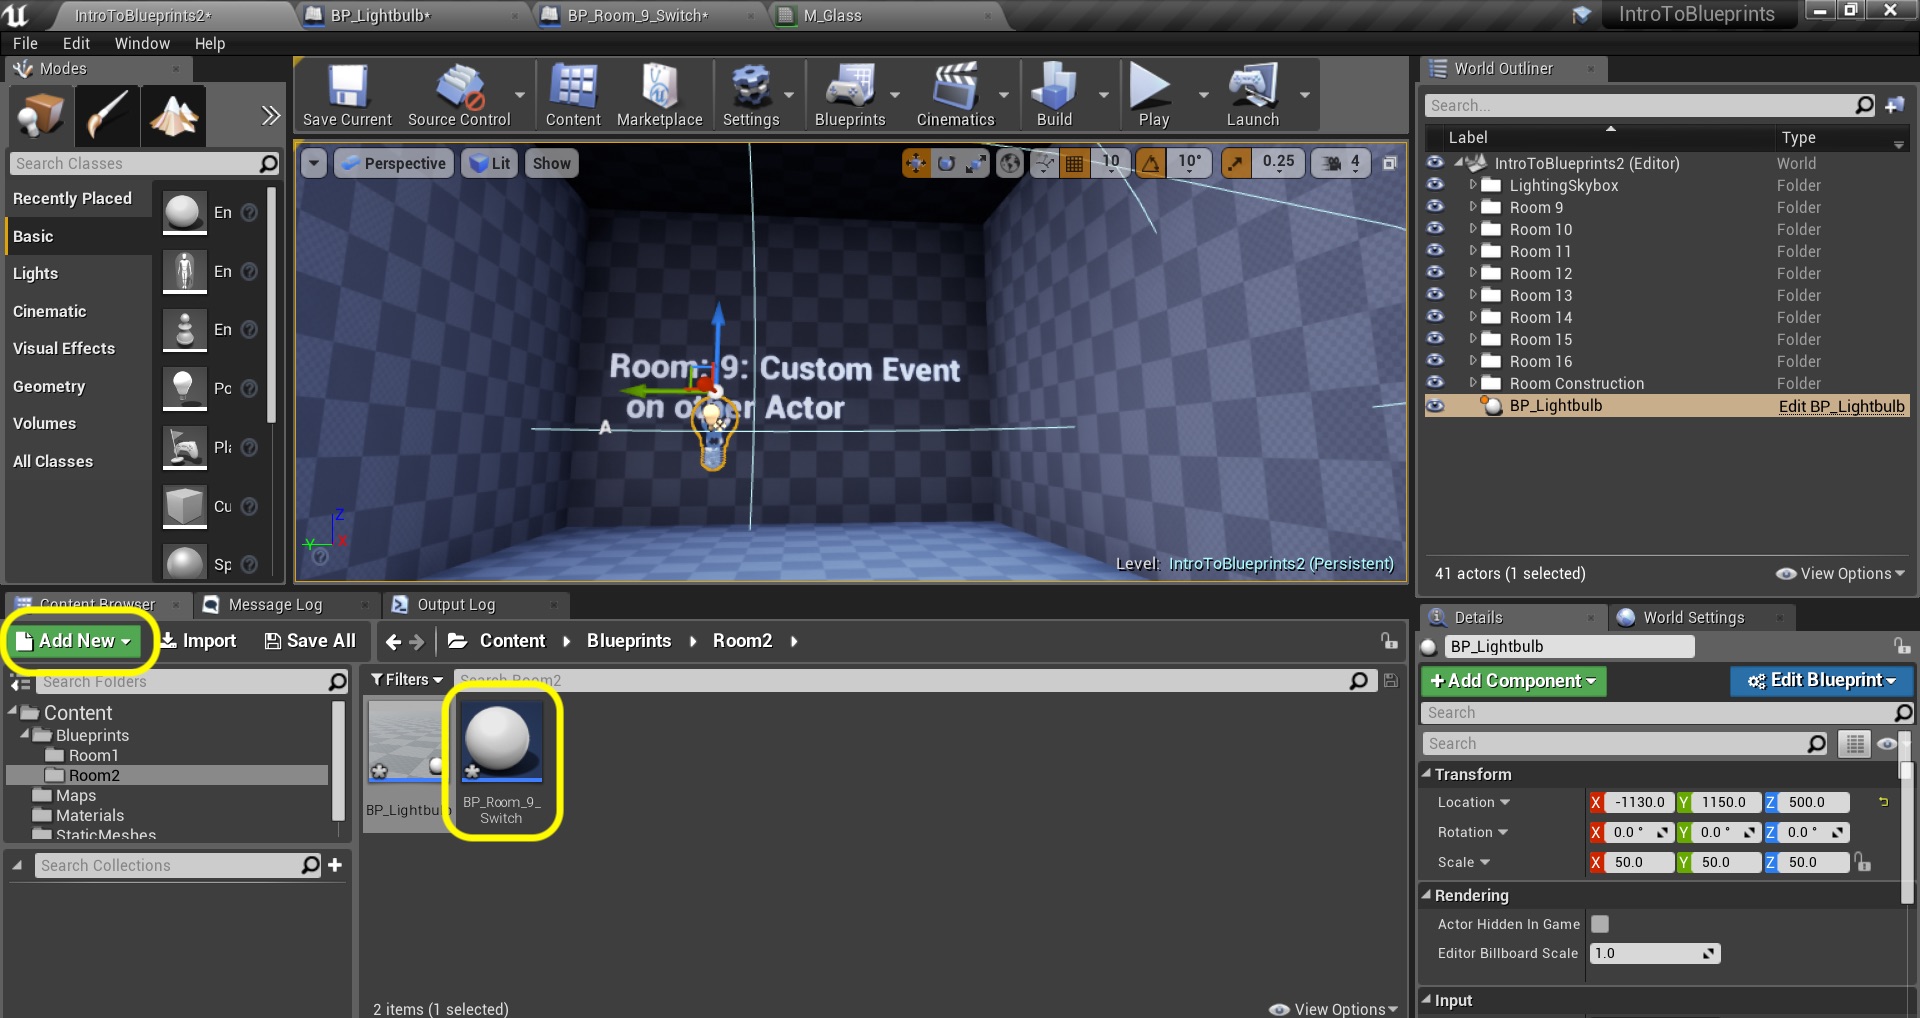 IntroToBlueprints2*
BP_Lightbulb*
BP_Room_9_Switch*
M_Glass
IntroToBlueprints
File Edit Window Help
Modes
Save Current
Source Control
Content
Marketplace
Settings
Blueprints
Cinematics
Build
Play
Launch
Search Classes
Recently Placed
Basic
Lights
Cinematic
Visual Effects
Geometry
Volumes
All Classes
En
En
En
Po
Pla
Cu
Sp
Perspective
Lit
Show
10
10°
0.25
4
Room: 9: Custom Event
on other Actor
A
Z
Y
X
Level: IntroToBlueprints2 (Persistent)
World Outliner
Search...
Label Type
IntroToBlueprints2 (Editor) World
LightingSkybox Folder
Room 9 Folder
Room 10 Folder
Room 11 Folder
Room 12 Folder
Room 13 Folder
Room 14 Folder
Room 15 Folder
Room 16 Folder
Room Construction Folder
BP_Lightbulb Edit BP_Lightbulb
41 actors (1 selected)
View Options
Content Browser
Message Log
Output Log
Add New
Import
Save All
Content
Blueprints
Room2
Search Folders
Filters
Search Room2
Content
Blueprints
Room1
Room2
Maps
Materials
StaticMeshes
Search Collections
BP_Lightbulb
BP_Room_9_
Switch
2 items (1 selected)
View Options
Details
World Settings
BP_Lightbulb
Add Component
Edit Blueprint
Search
Search
Transform
Location X -1130.0 Y 1150.0 Z 500.0
Rotation X 0.0 ° Y 0.0 ° Z 0.0 °
Scale X 50.0 Y 50.0 Z 50.0
Rendering
Actor Hidden In Game
Editor Billboard Scale 1.0
Input